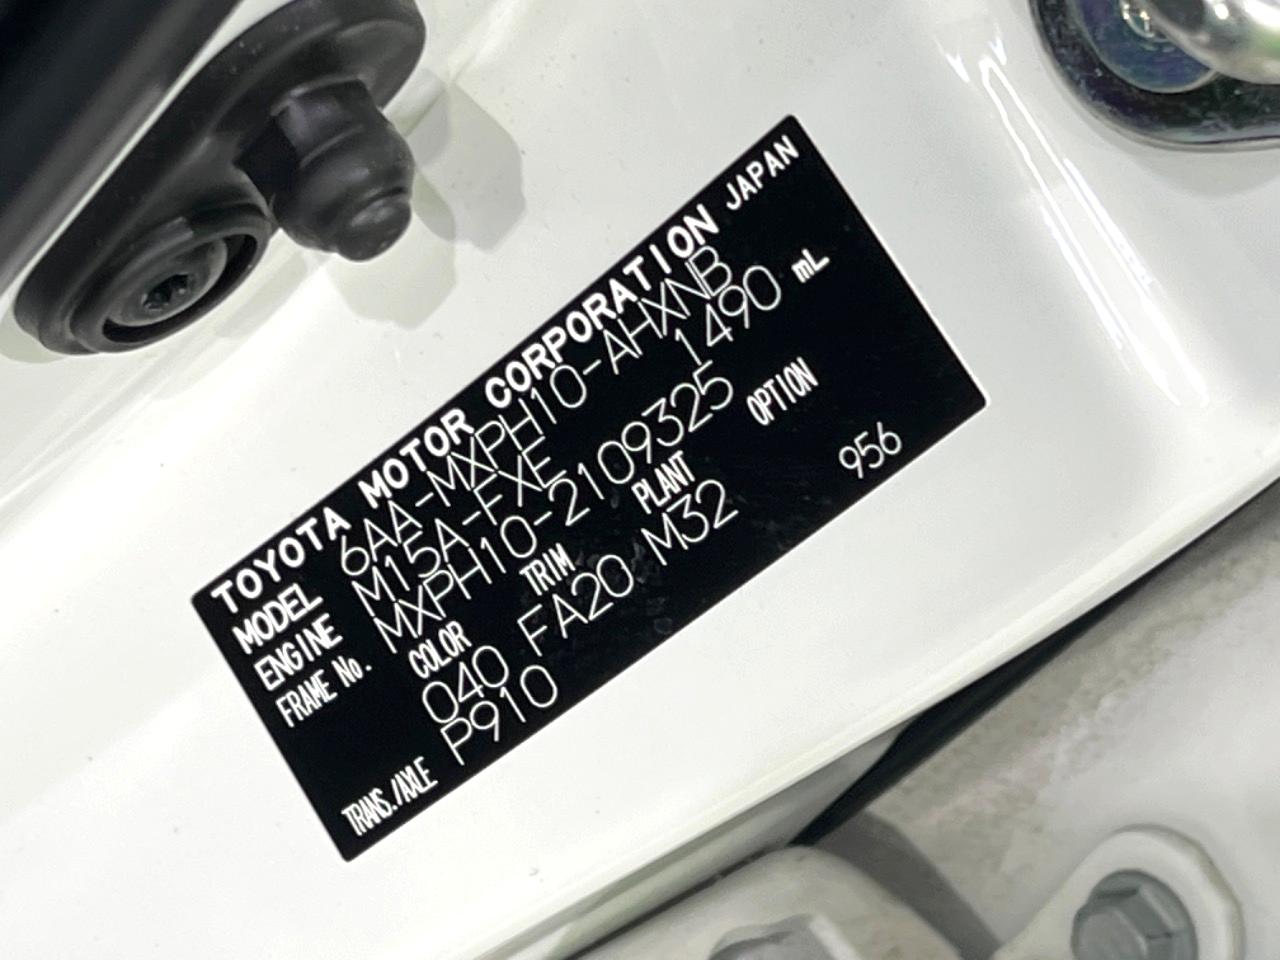 TOYOTA MOTOR CORPORATION JAPAN
MODEL 6AA-MXPH10-AHXNB
ENGINE M15A-FXE 1490 mL
FRAME No. MXPH10-2109325
COLOR TRIM PLANT OPTION
040 FA20 M32 956
TRANS./AXLE P910